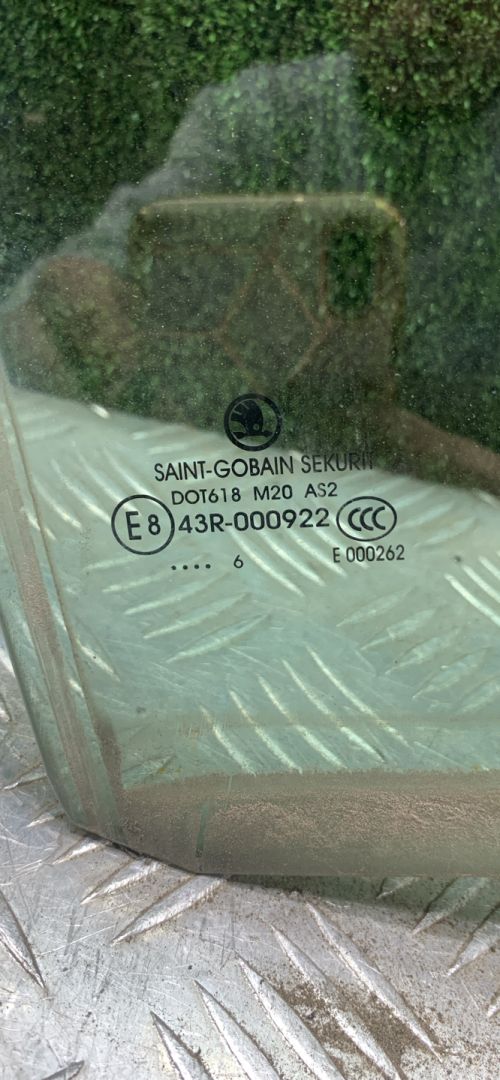 SAINT-GOBAIN SEKURIT
DOT618 M20 AS2
E8 43R-000922 CCC
.... 6 E 000262